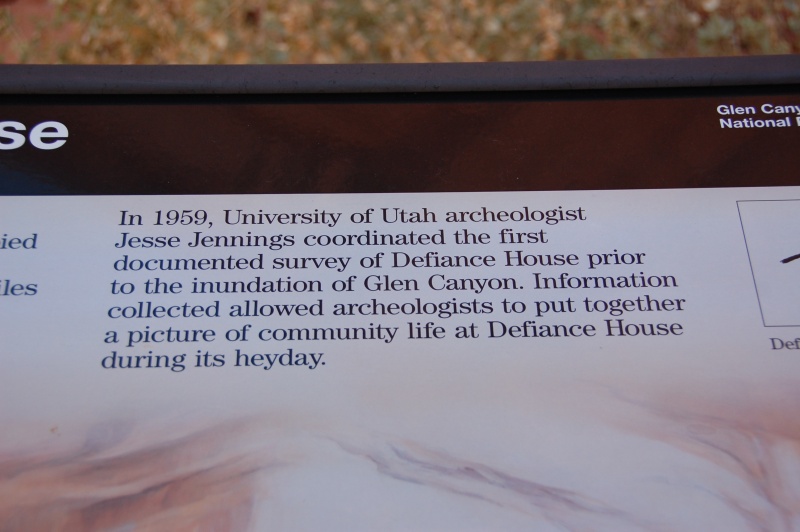 se
Glen Cany
National
ied
iles
In 1959, University of Utah archeologist
Jesse Jennings coordinated the first
documented survey of Defiance House prior
to the inundation of Glen Canyon. Information
collected allowed archeologists to put together
a picture of community life at Defiance House
during its heyday.
Def